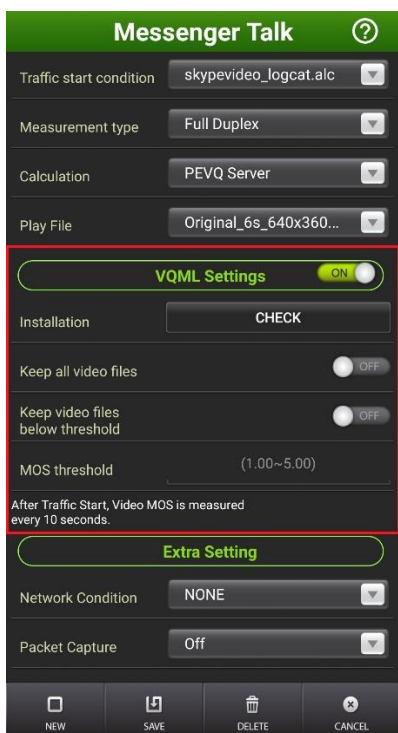 Messenger Talk ?
Traffic start condition skypevideo_logcat.alc
Measurement type Full Duplex
Calculation PEVQ Server
Play File Original_6s_640x360...
VQML Settings ON
Installation CHECK
Keep all video files OFF
Keep video files
below threshold OFF
MOS threshold (1.00~5.00)
After Traffic Start, Video MOS is measured
every 10 seconds.
Extra Setting
Network Condition NONE
Packet Capture Off
NEW SAVE DELETE CANCEL